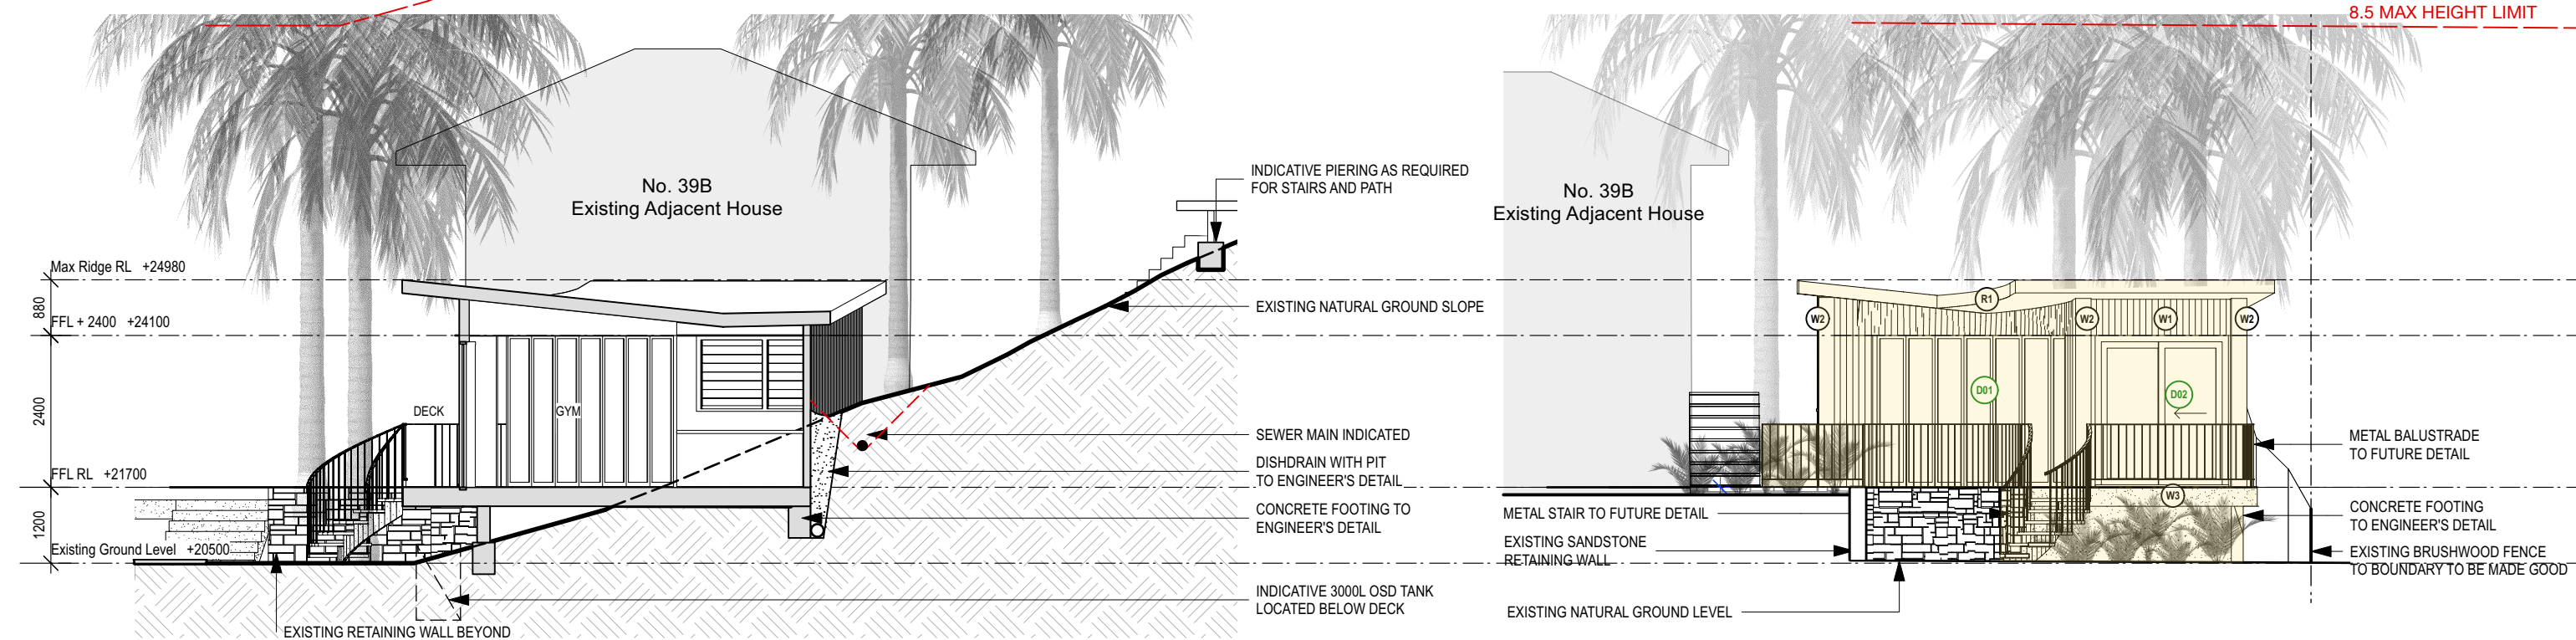 8.5 MAX HEIGHT LIMIT
No. 39B
Existing Adjacent House
Max Ridge RL +24980
880
FFL + 2400 +24100
2400
FFL RL +21700
1200
Existing Ground Level +20500
DECK
GYM
EXISTING RETAINING WALL BEYOND
INDICATIVE PIERING AS REQUIRED
FOR STAIRS AND PATH
EXISTING NATURAL GROUND SLOPE
SEWER MAIN INDICATED
DISHDRAIN WITH PIT
TO ENGINEER'S DETAIL
CONCRETE FOOTING TO
ENGINEER'S DETAIL
INDICATIVE 3000L OSD TANK
LOCATED BELOW DECK
No. 39B
Existing Adjacent House
R1
W2
W2
W1
W2
D01
D02
W3
METAL STAIR TO FUTURE DETAIL
EXISTING SANDSTONE
RETAINING WALL
EXISTING NATURAL GROUND LEVEL
METAL BALUSTRADE
TO FUTURE DETAIL
CONCRETE FOOTING
TO ENGINEER'S DETAIL
EXISTING BRUSHWOOD FENCE
TO BOUNDARY TO BE MADE GOOD